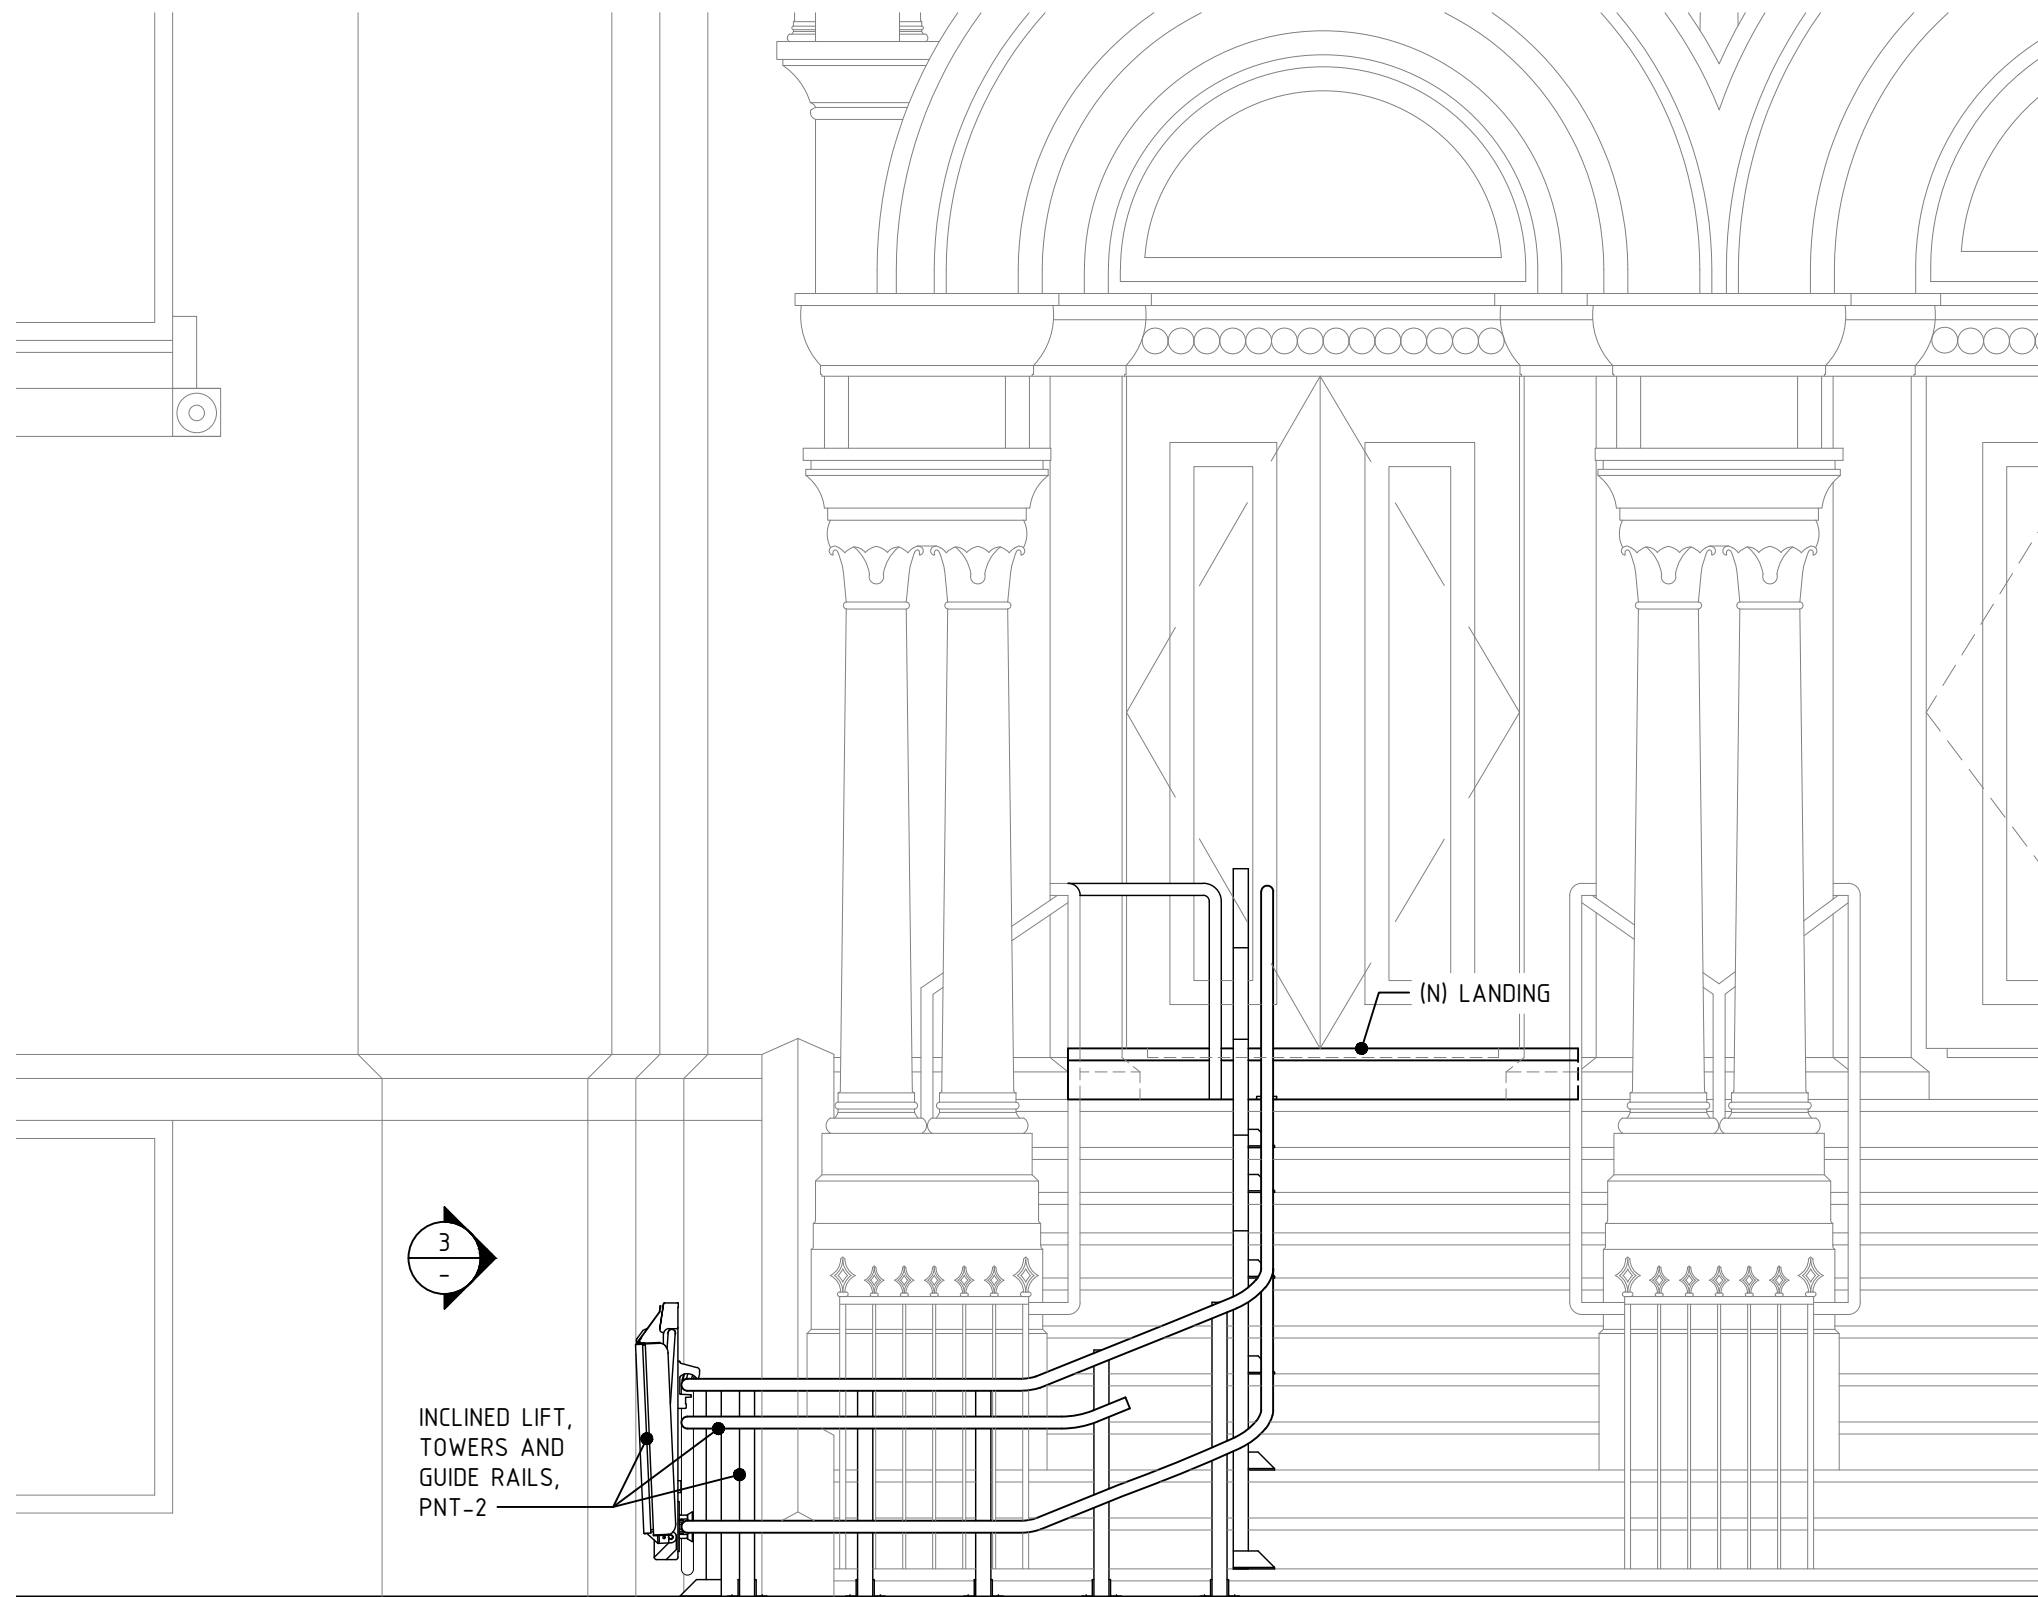 (N) LANDING
3
-
INCLINED LIFT,
TOWERS AND
GUIDE RAILS,
PNT-2